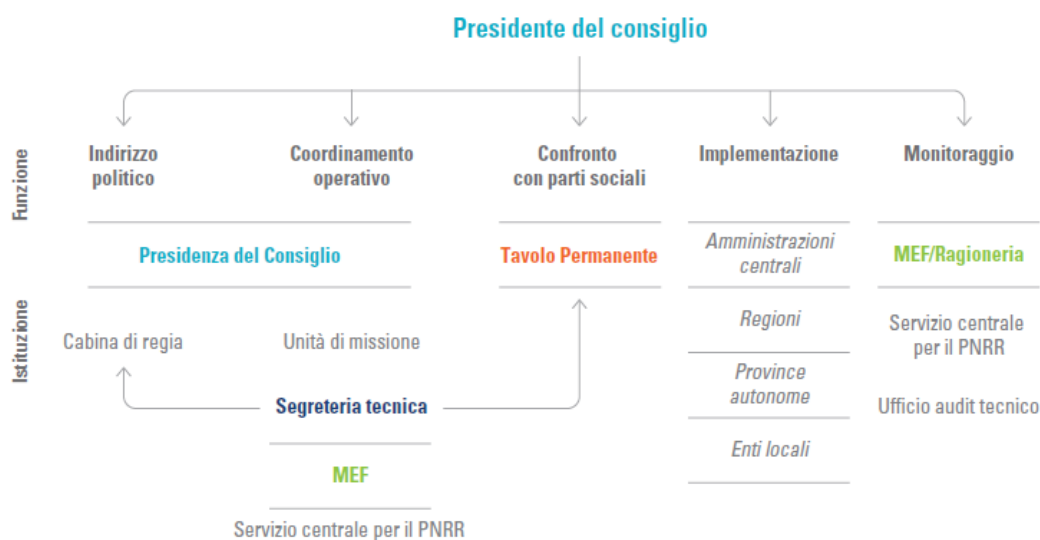 Presidente del consiglio
Funzione
Indirizzo
politico
Coordinamento
operativo
Confronto
con parti sociali
Implementazione
Monitoraggio
Istituzione
Presidenza del Consiglio
Tavolo Permanente
Amministrazioni
centrali
MEF/Ragioneria
Cabina di regia
Unità di missione
Regioni
Servizio centrale
per il PNRR
Segreteria tecnica
Province
autonome
Ufficio audit tecnico
MEF
Enti locali
Servizio centrale per il PNRR